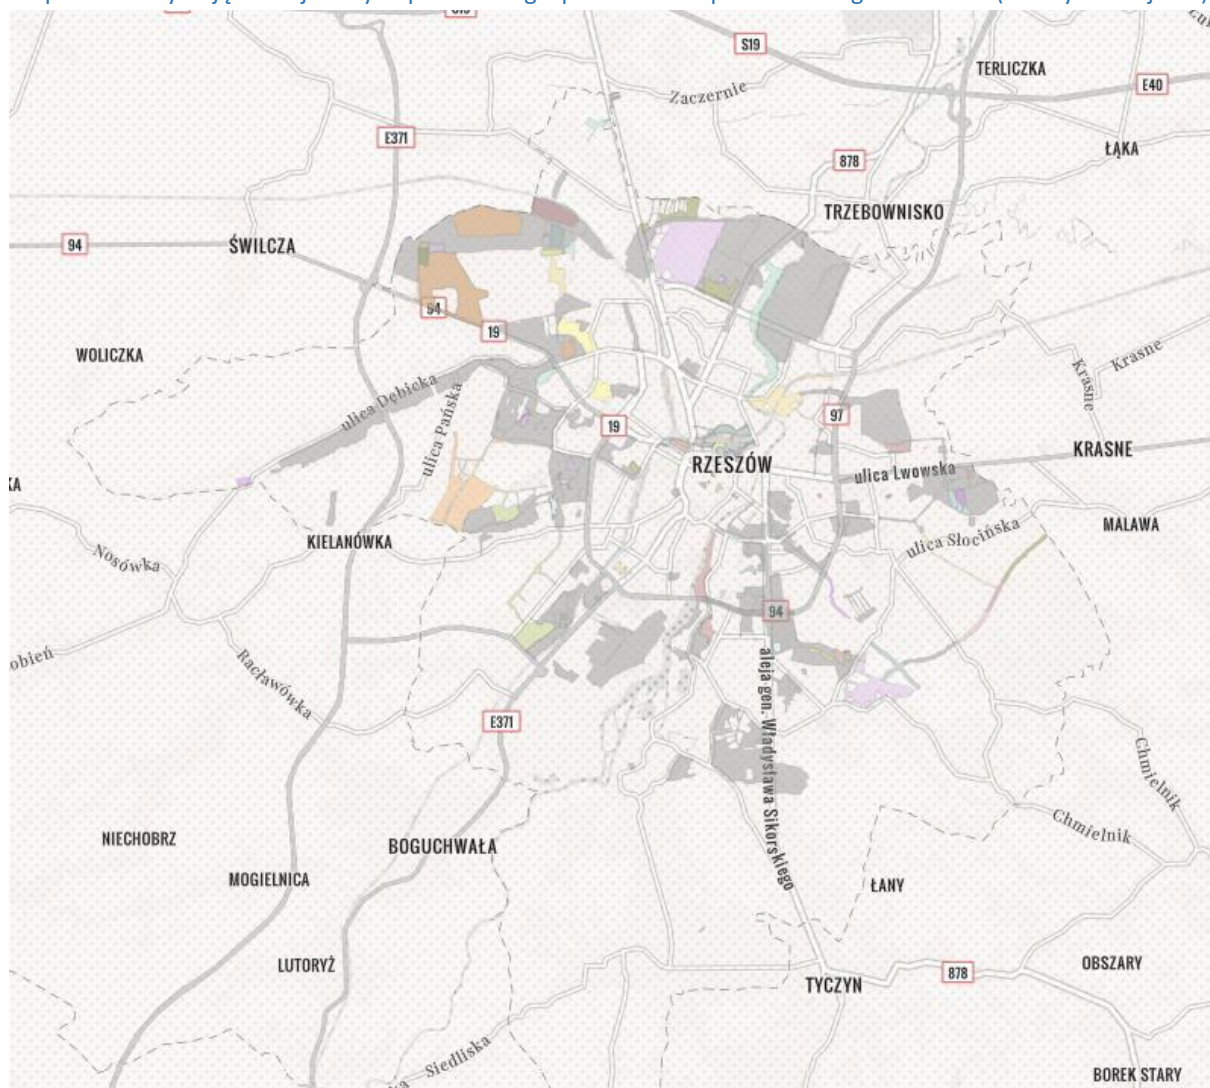 S19
Zaczernie
TERLICZKA
E40
E371
878
ŁĄKA
TRZEBOWNISKO
94
ŚWILCZA
94
19
WOLICZKA
Krasne
Krasne
ulica Dębicka
ulica Pańska
19
97
RZESZÓW
KRASNE
ulica Lwowska
KA
MALAWA
ulica Słocińska
KIELANÓWKA
Nosówka
94
obień
Racławówka
aleja gen. Władysława Sikorskiego
E371
Chmielnik
Chmielnik
NIECHOBRZ
BOGUCHWAŁA
MOGIELNICA
ŁANY
LUTORYŻ
OBSZARY
878
TYCZYN
Siedliska
BOREK STARY